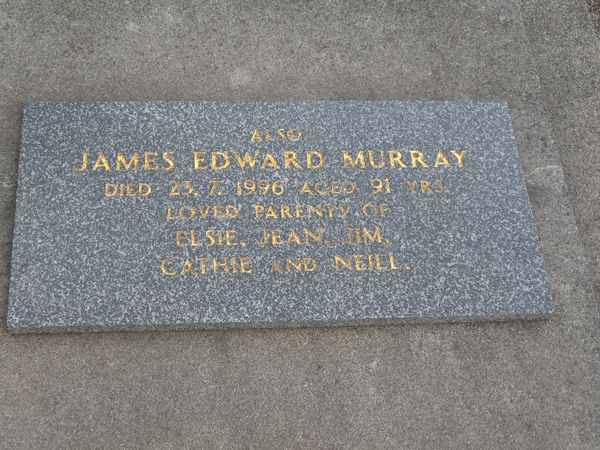 ALSO
JAMES EDWARD MURRAY
DIED 23.7.1996 AGED 91 YRS.
LOVED PARENTS OF
ELSIE, JEAN, JIM,
CATHIE AND NEILL.